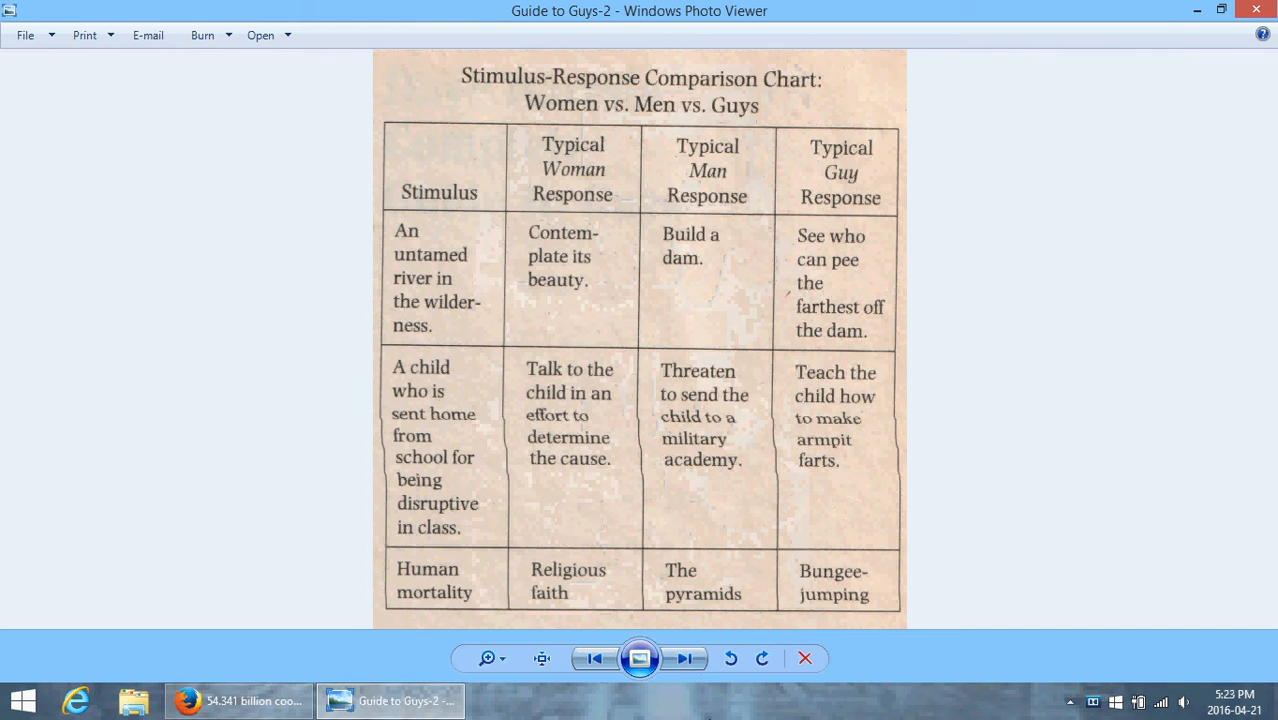 Guide to Guys-2 - Windows Photo Viewer
File Print E-mail Burn Open
Stimulus-Response Comparison Chart:
Women vs. Men vs. Guys
Stimulus
Typical
Woman
Response
Typical
Man
Response
Typical
Guy
Response
An
untamed
river in
the wilder-
ness.
Contem-
plate its
beauty.
Build a
dam.
See who
can pee
the
farthest off
the dam.
A child
who is
sent home
from
school for
being
disruptive
in class.
Talk to the
child in an
effort to
determine
the cause.
Threaten
to send the
child to a
military
academy.
Teach the
child how
to make
armpit
farts.
Human
mortality
Religious
faith
The
pyramids
Bungee-
jumping
54.341 billion coo...
Guide to Guys-2 -...
5:23 PM
2016-04-21